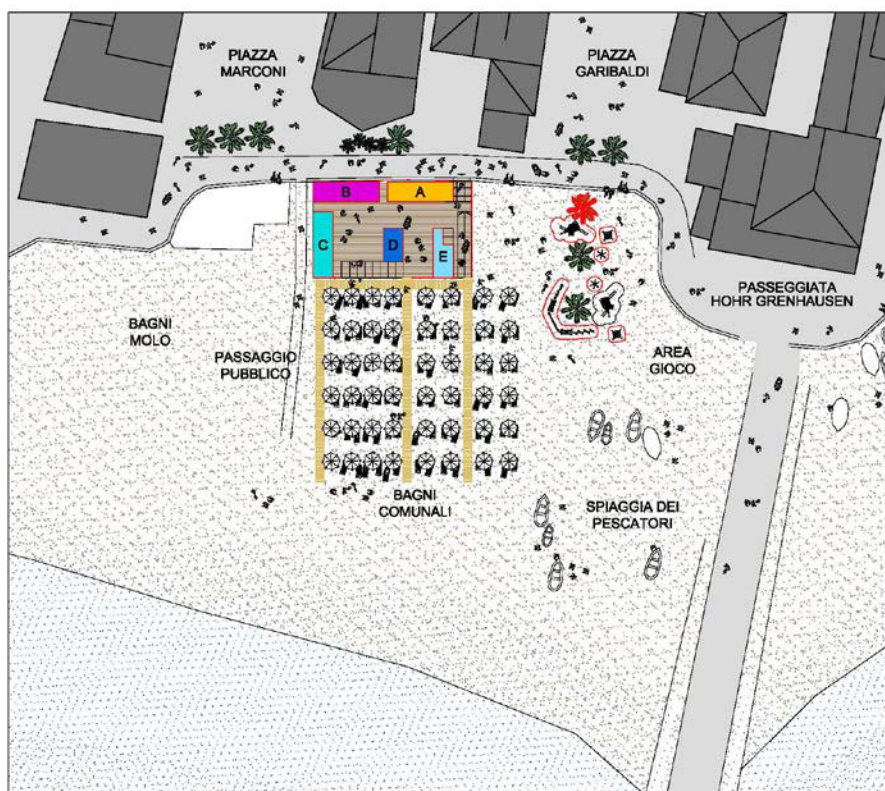 PIAZZA
MARCONI
PIAZZA
GARIBALDI
B
A
C
D
E
PASSEGGIATA
HOHR GRENHAUSEN
BAGNI
MOLO
PASSAGGIO
PUBBLICO
AREA
GIOCO
BAGNI
COMUNALI
SPIAGGIA DEI
PESCATORI